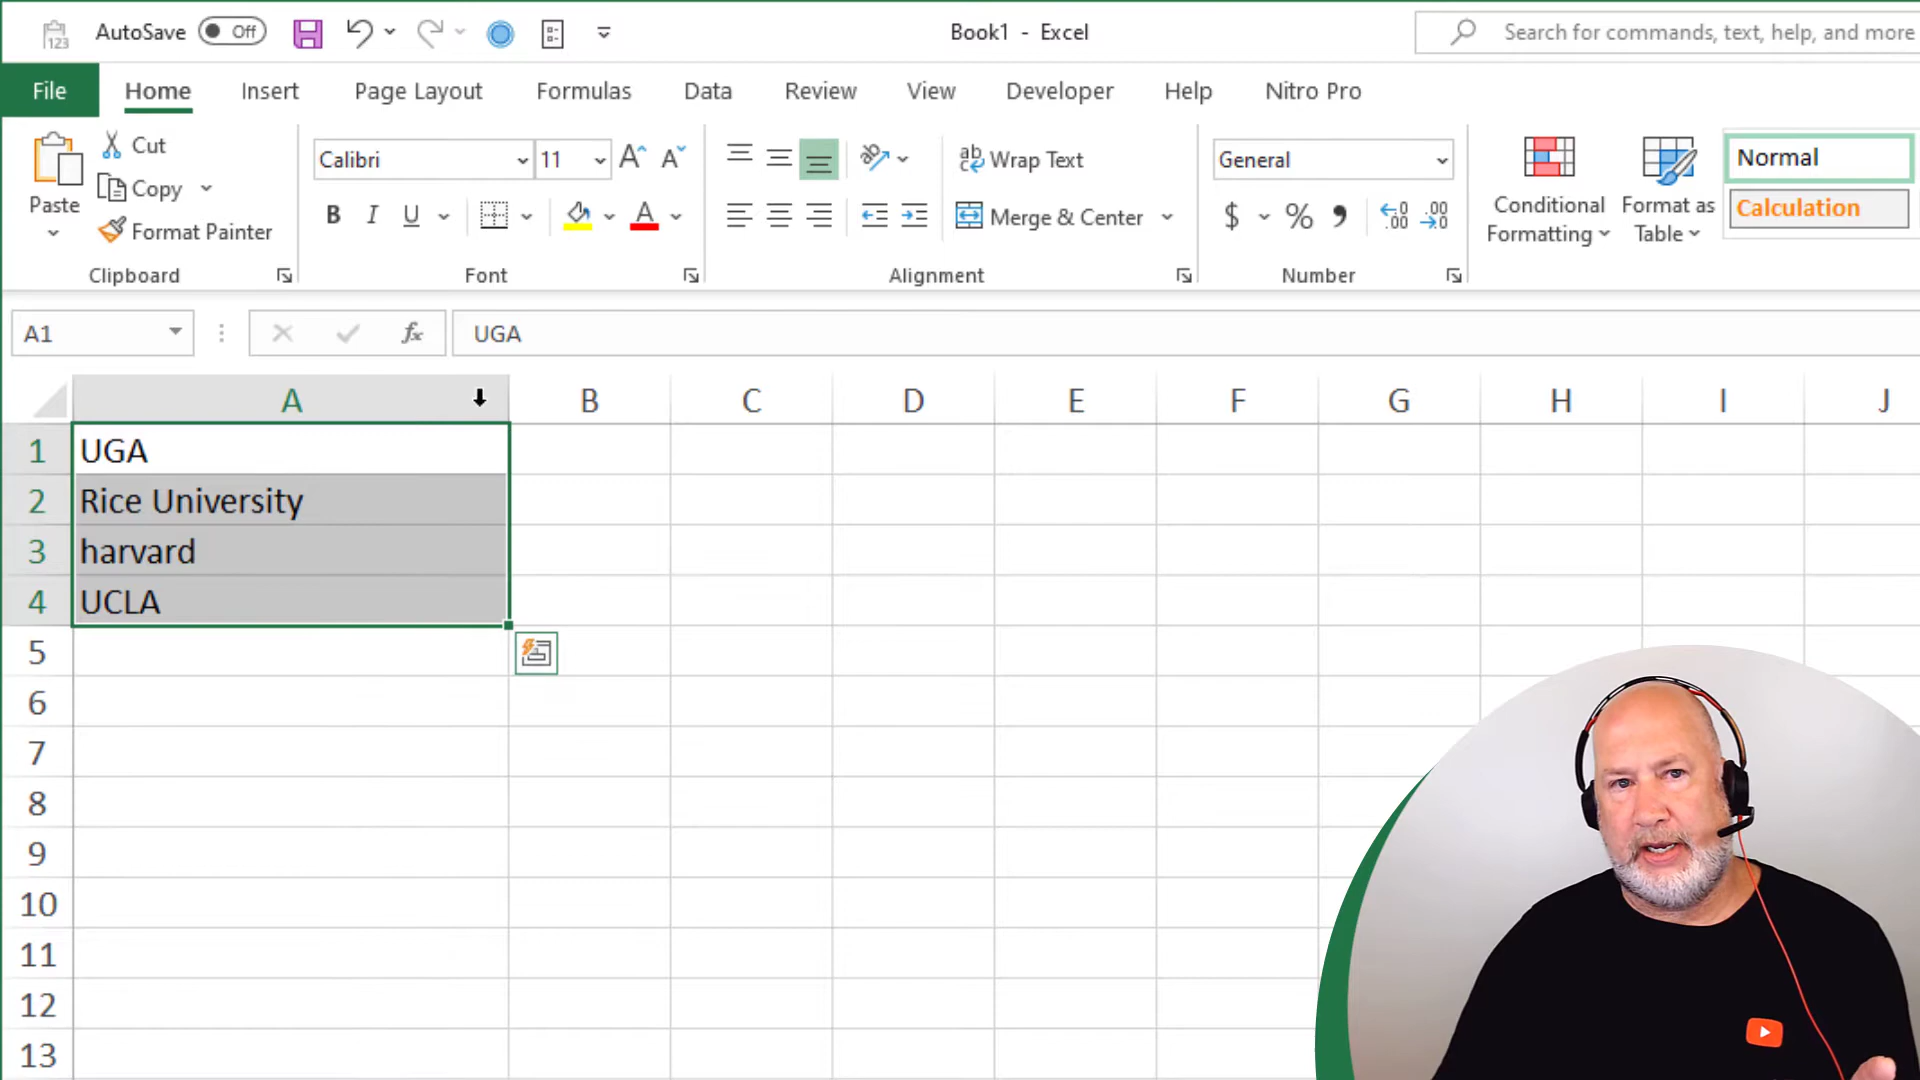 AutoSave Off Book1 - Excel Search for commands, text, help, and more
File Home Insert Page Layout Formulas Data Review View Developer Help Nitro Pro
Paste
Cut
Copy
Format Painter
Clipboard
Calibri 11
B I U A
Font
Wrap Text
Merge & Center
Alignment
General
$ % 9
Number
Conditional Formatting
Format as Table
Normal
Calculation
A1 fx UGA
A B C D E F G H I J
1 UGA
2 Rice University
3 harvard
4 UCLA
5
6
7
8
9
10
11
12
13